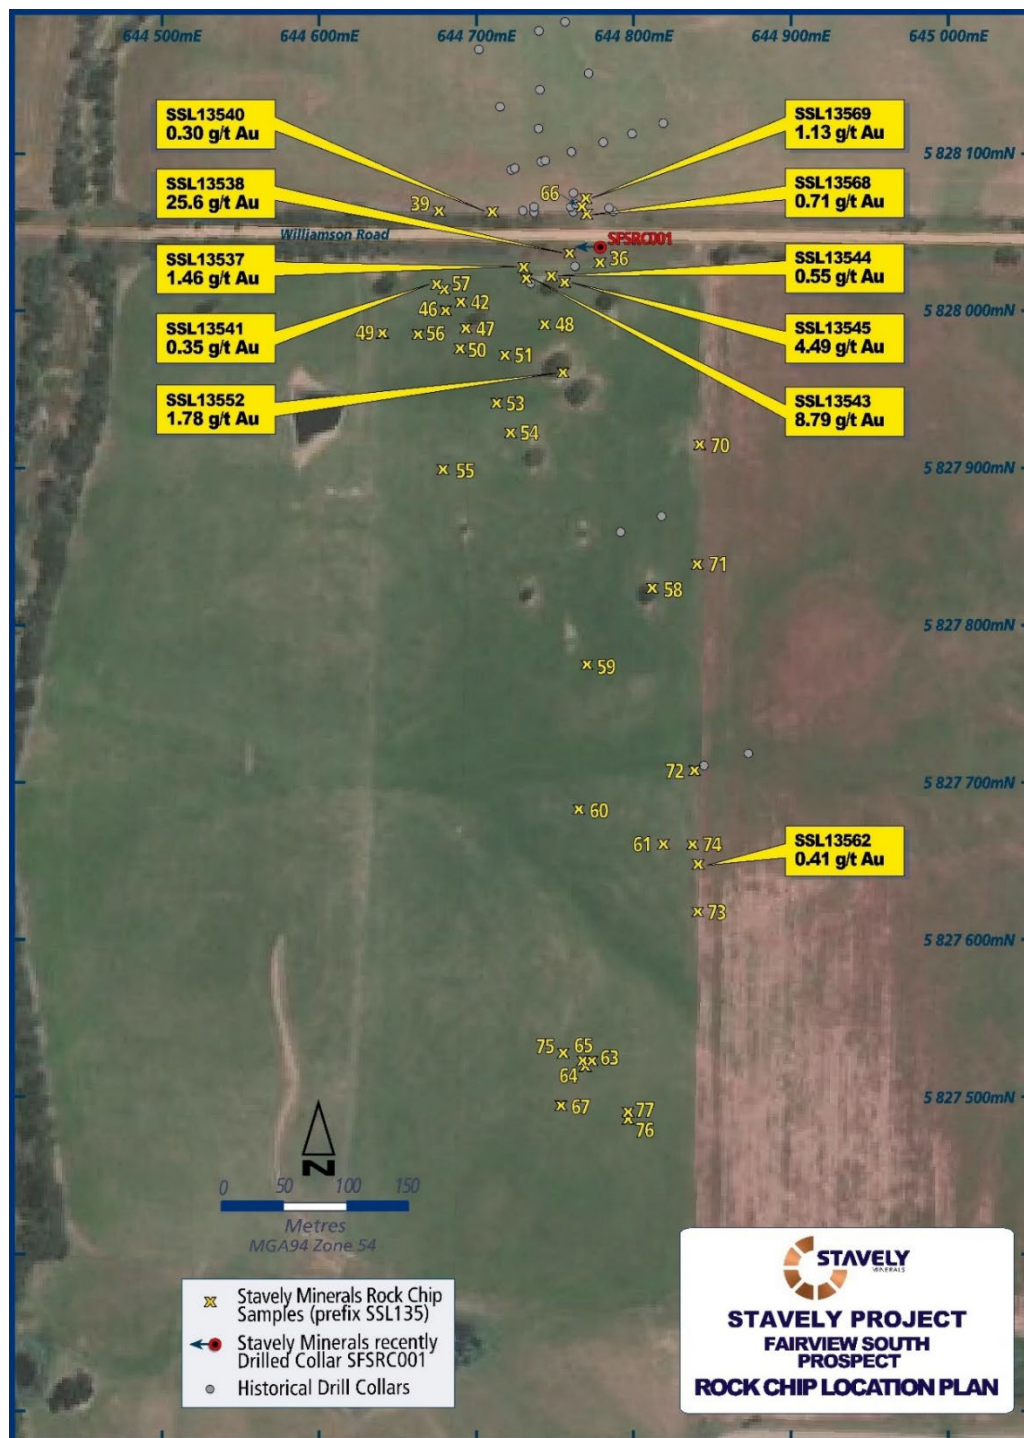 644 500mE
644 600mE
644 700mE
644 800mE
644 900mE
645 000mE
SSL13540
0.30 g/t Au
SSL13569
1.13 g/t Au
5 828 100mN
SSL13538
25.6 g/t Au
66
SSL13568
0.71 g/t Au
39
Williamson Road
SFSRC001
36
SSL13537
1.46 g/t Au
SSL13544
0.55 g/t Au
57
42
46
5 828 000mN
SSL13541
0.35 g/t Au
49
56
47
48
SSL13545
4.49 g/t Au
50
51
SSL13552
1.78 g/t Au
SSL13543
8.79 g/t Au
53
54
70
55
5 827 900mN
71
58
5 827 800mN
59
72
5 827 700mN
60
61
74
SSL13562
0.41 g/t Au
73
5 827 600mN
75
65
63
64
67
77
76
5 827 500mN
N
0
50
100
150
Metres
MGA94 Zone 54
Stavely Minerals Rock Chip
Samples (prefix SSL135)
Stavely Minerals recently
Drilled Collar SFSRC001
Historical Drill Collars
STAVELY
MINERALS
STAVELY PROJECT
FAIRVIEW SOUTH
PROSPECT
ROCK CHIP LOCATION PLAN